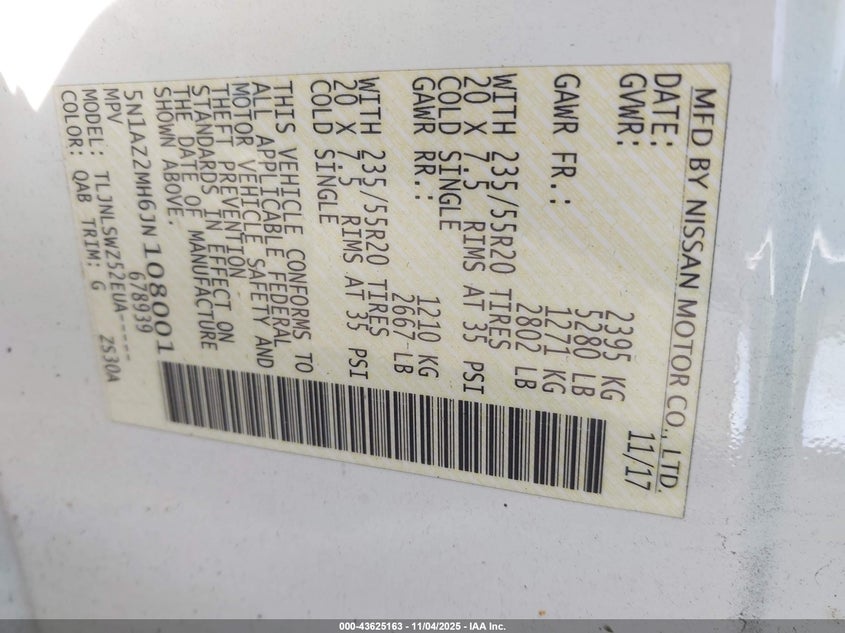 MFD BY NISSAN MOTOR CO., LTD.
DATE: 11/17
GVWR: 2395 KG
5280 LB
GAWR FR.: 1271 KG
2802 LB
WITH 235/55R20 TIRES
20 X 7.5 RIMS AT 35 PSI
COLD SINGLE
GAWR RR.: 1210 KG
2667 LB
WITH 235/55R20 TIRES
20 X 7.5 RIMS AT 35 PSI
COLD SINGLE
THIS VEHICLE CONFORMS TO
ALL APPLICABLE FEDERAL
MOTOR VEHICLE SAFETY AND
THEFT PREVENTION
STANDARDS IN EFFECT ON
THE DATE OF MANUFACTURE
SHOWN ABOVE.
5N1AZ2MH6JN108001
MPV 678939
MODEL: TLJNLSWZ52EUA-----
COLOR: QAB TRIM: G 2S30A
000-43625163 - 11/04/2025 - IAA Inc.